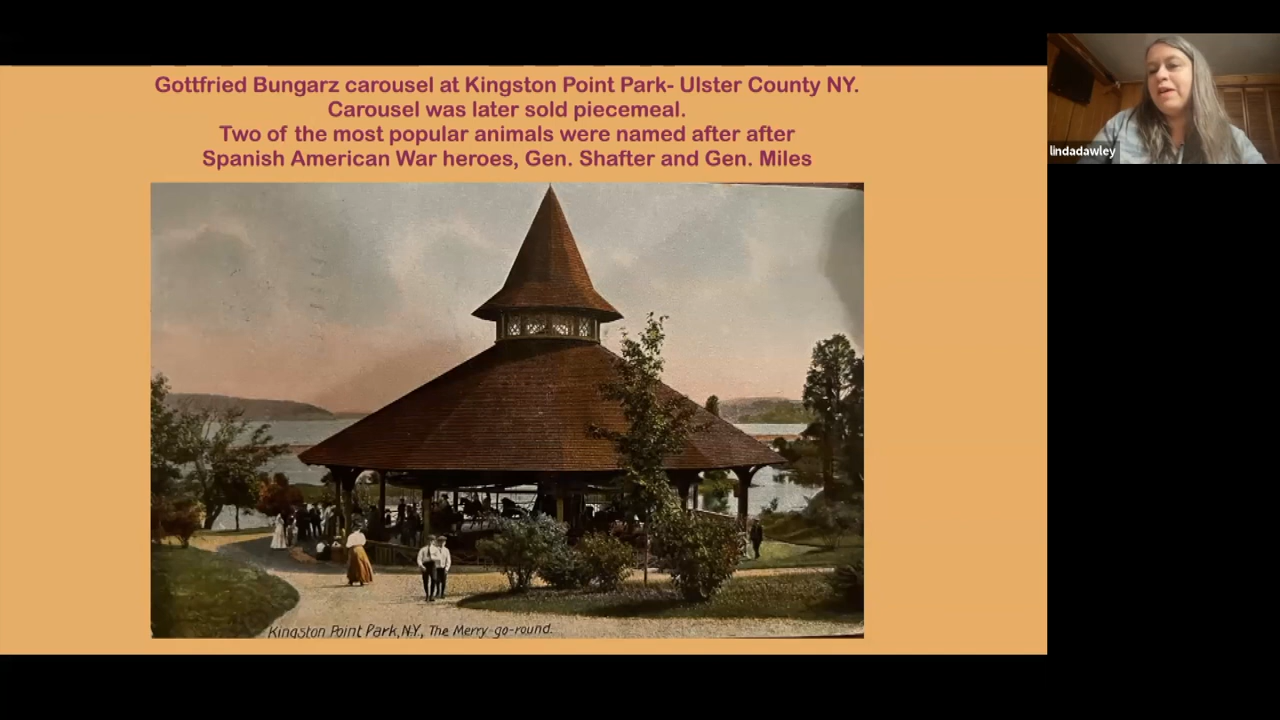 Gottfried Bungarz carousel at Kingston Point Park- Ulster County NY.
Carousel was later sold piecemeal.
Two of the most popular animals were named after after
Spanish American War heroes, Gen. Shafter and Gen. Miles
lindadawley
Kingston Point Park, N.Y., The Merry-go-round.